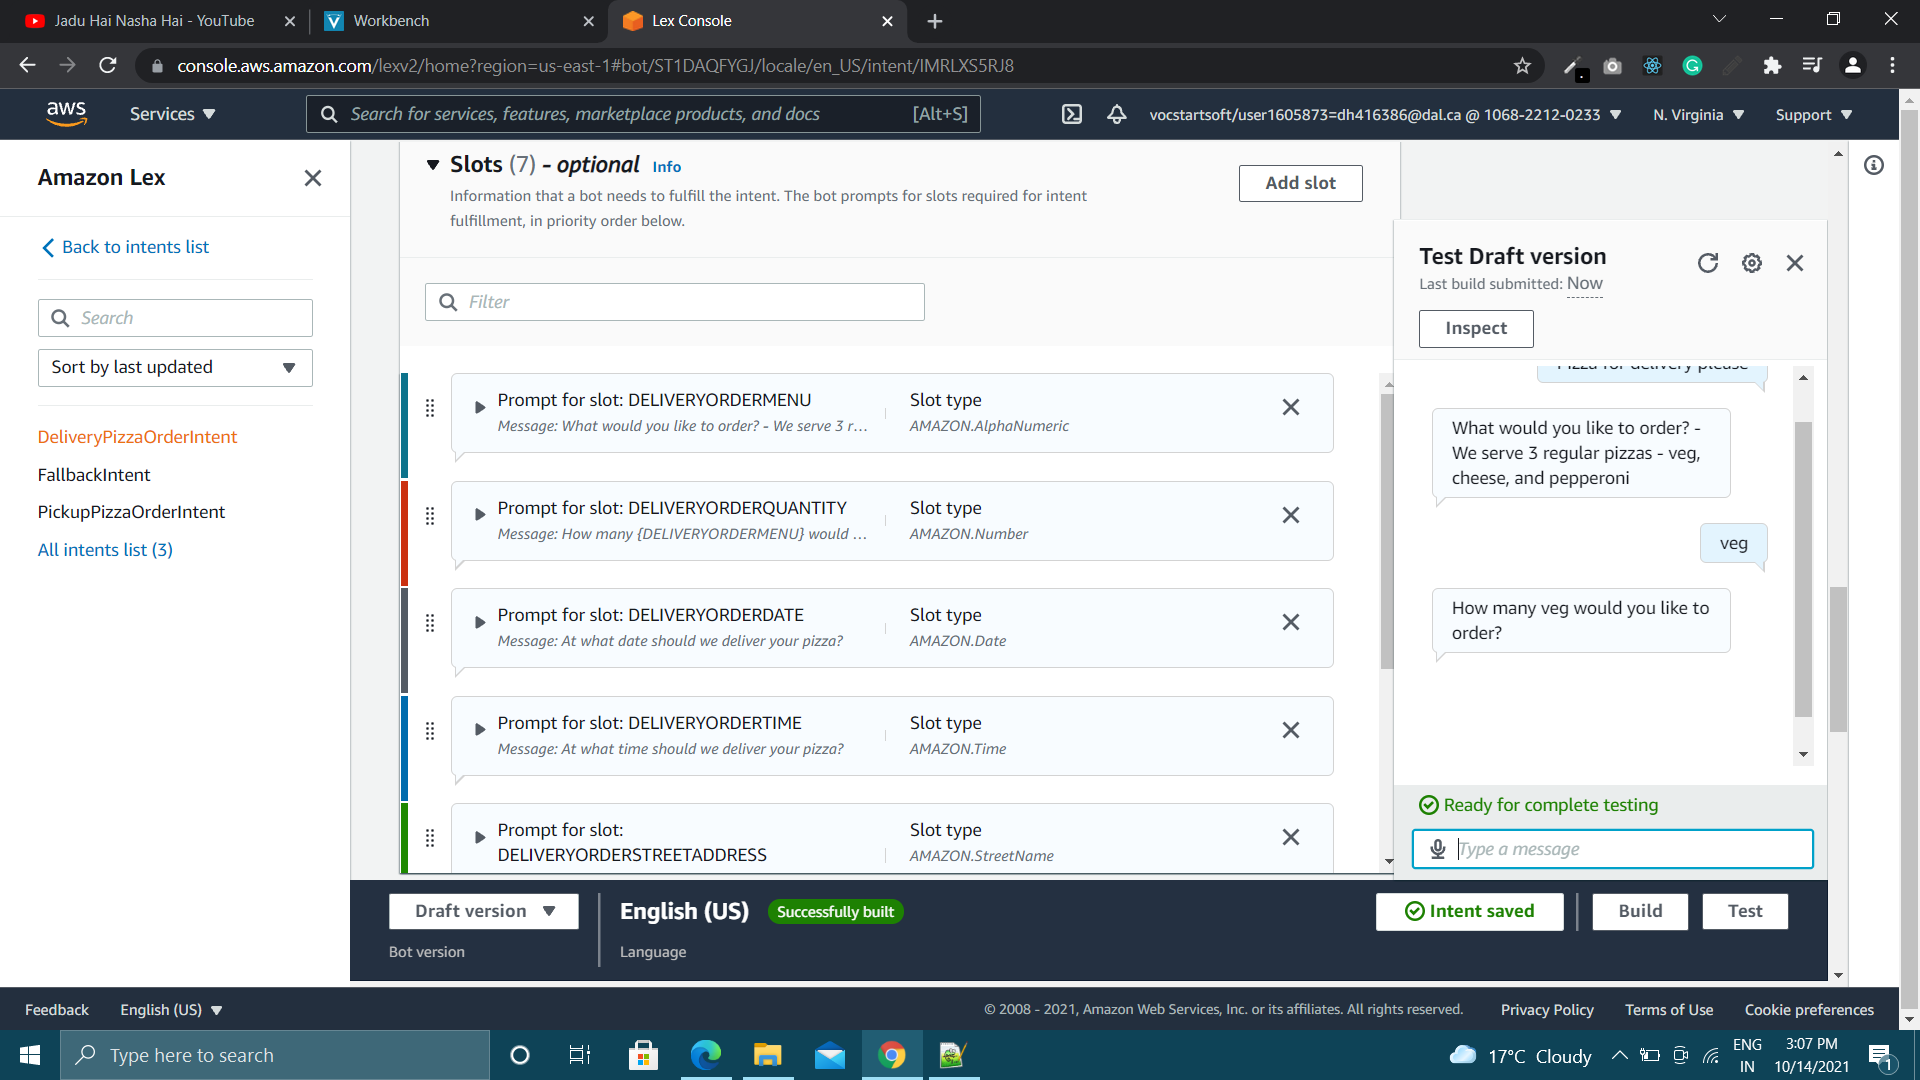 Jadu Hai Nasha Hai - YouTube
Workbench
Lex Console
console.aws.amazon.com/lexv2/home?region=us-east-1#bot/ST1DAQFYGJ/locale/en_US/intent/IMRLXS5RJ8
aws
Services
Search for services, features, marketplace products, and docs
[Alt+S]
vocstartsoft/user1605873=dh416386@dal.ca @ 1068-2212-0233
N. Virginia
Support
Amazon Lex
Back to intents list
Search
Sort by last updated
DeliveryPizzaOrderIntent
FallbackIntent
PickupPizzaOrderIntent
All intents list (3)
Slots (7) - optional Info
Information that a bot needs to fulfill the intent. The bot prompts for slots required for intent
fulfillment, in priority order below.
Add slot
Filter
Prompt for slot: DELIVERYORDERMENU
Message: What would you like to order? - We serve 3 r...
Slot type
AMAZON.AlphaNumeric
Prompt for slot: DELIVERYORDERQUANTITY
Message: How many {DELIVERYORDERMENU} would ...
Slot type
AMAZON.Number
Prompt for slot: DELIVERYORDERDATE
Message: At what date should we deliver your pizza?
Slot type
AMAZON.Date
Prompt for slot: DELIVERYORDERTIME
Message: At what time should we deliver your pizza?
Slot type
AMAZON.Time
Prompt for slot:
DELIVERYORDERSTREETADDRESS
Slot type
AMAZON.StreetName
Test Draft version
Last build submitted: Now
Inspect
Pizza for delivery please
What would you like to order? -
We serve 3 regular pizzas - veg,
cheese, and pepperoni
veg
How many veg would you like to
order?
Ready for complete testing
Type a message
Draft version
Bot version
English (US)
Successfully built
Language
Intent saved
Build
Test
Feedback
English (US)
© 2008 - 2021, Amazon Web Services, Inc. or its affiliates. All rights reserved.
Privacy Policy
Terms of Use
Cookie preferences
Type here to search
17°C Cloudy
ENG
IN
3:07 PM
10/14/2021
1